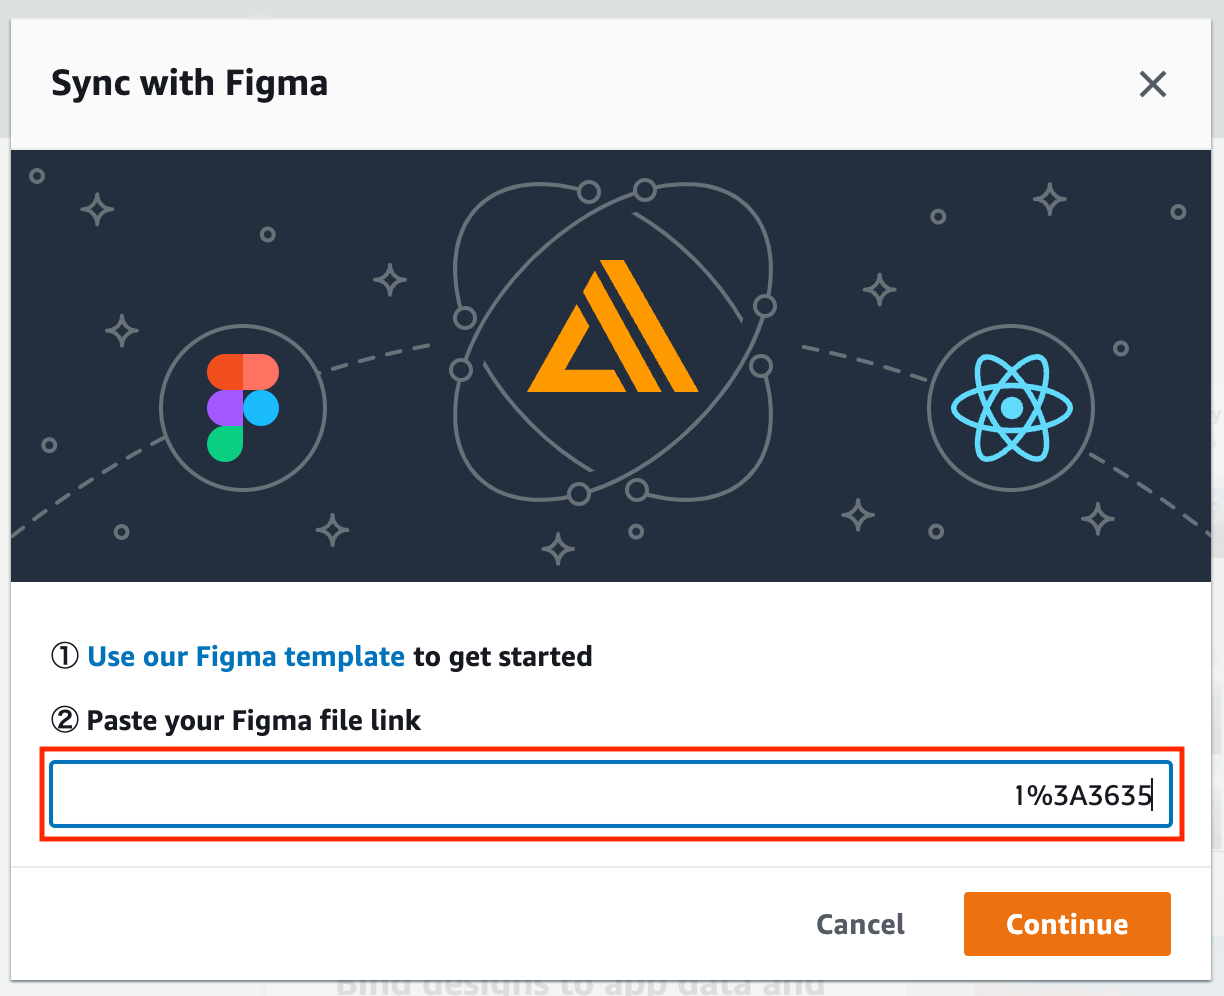 Sync with Figma
① Use our Figma template to get started
② Paste your Figma file link
1%3A3635
Cancel
Continue
Bind designs to app data and